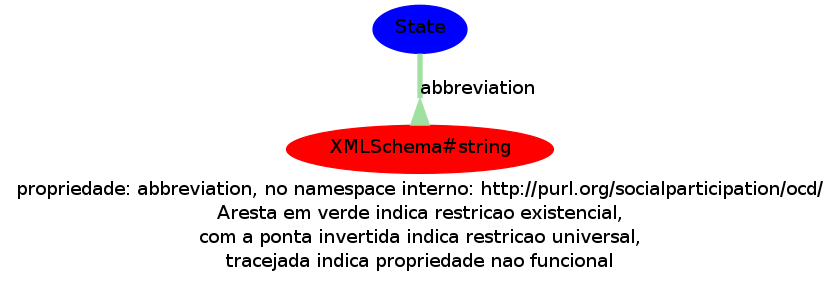 State
abbreviation
XMLSchema#string
propriedade: abbreviation, no namespace interno: http://purl.org/socialparticipation/ocd/
Aresta em verde indica restricao existencial,
com a ponta invertida indica restricao universal,
tracejada indica propriedade nao funcional